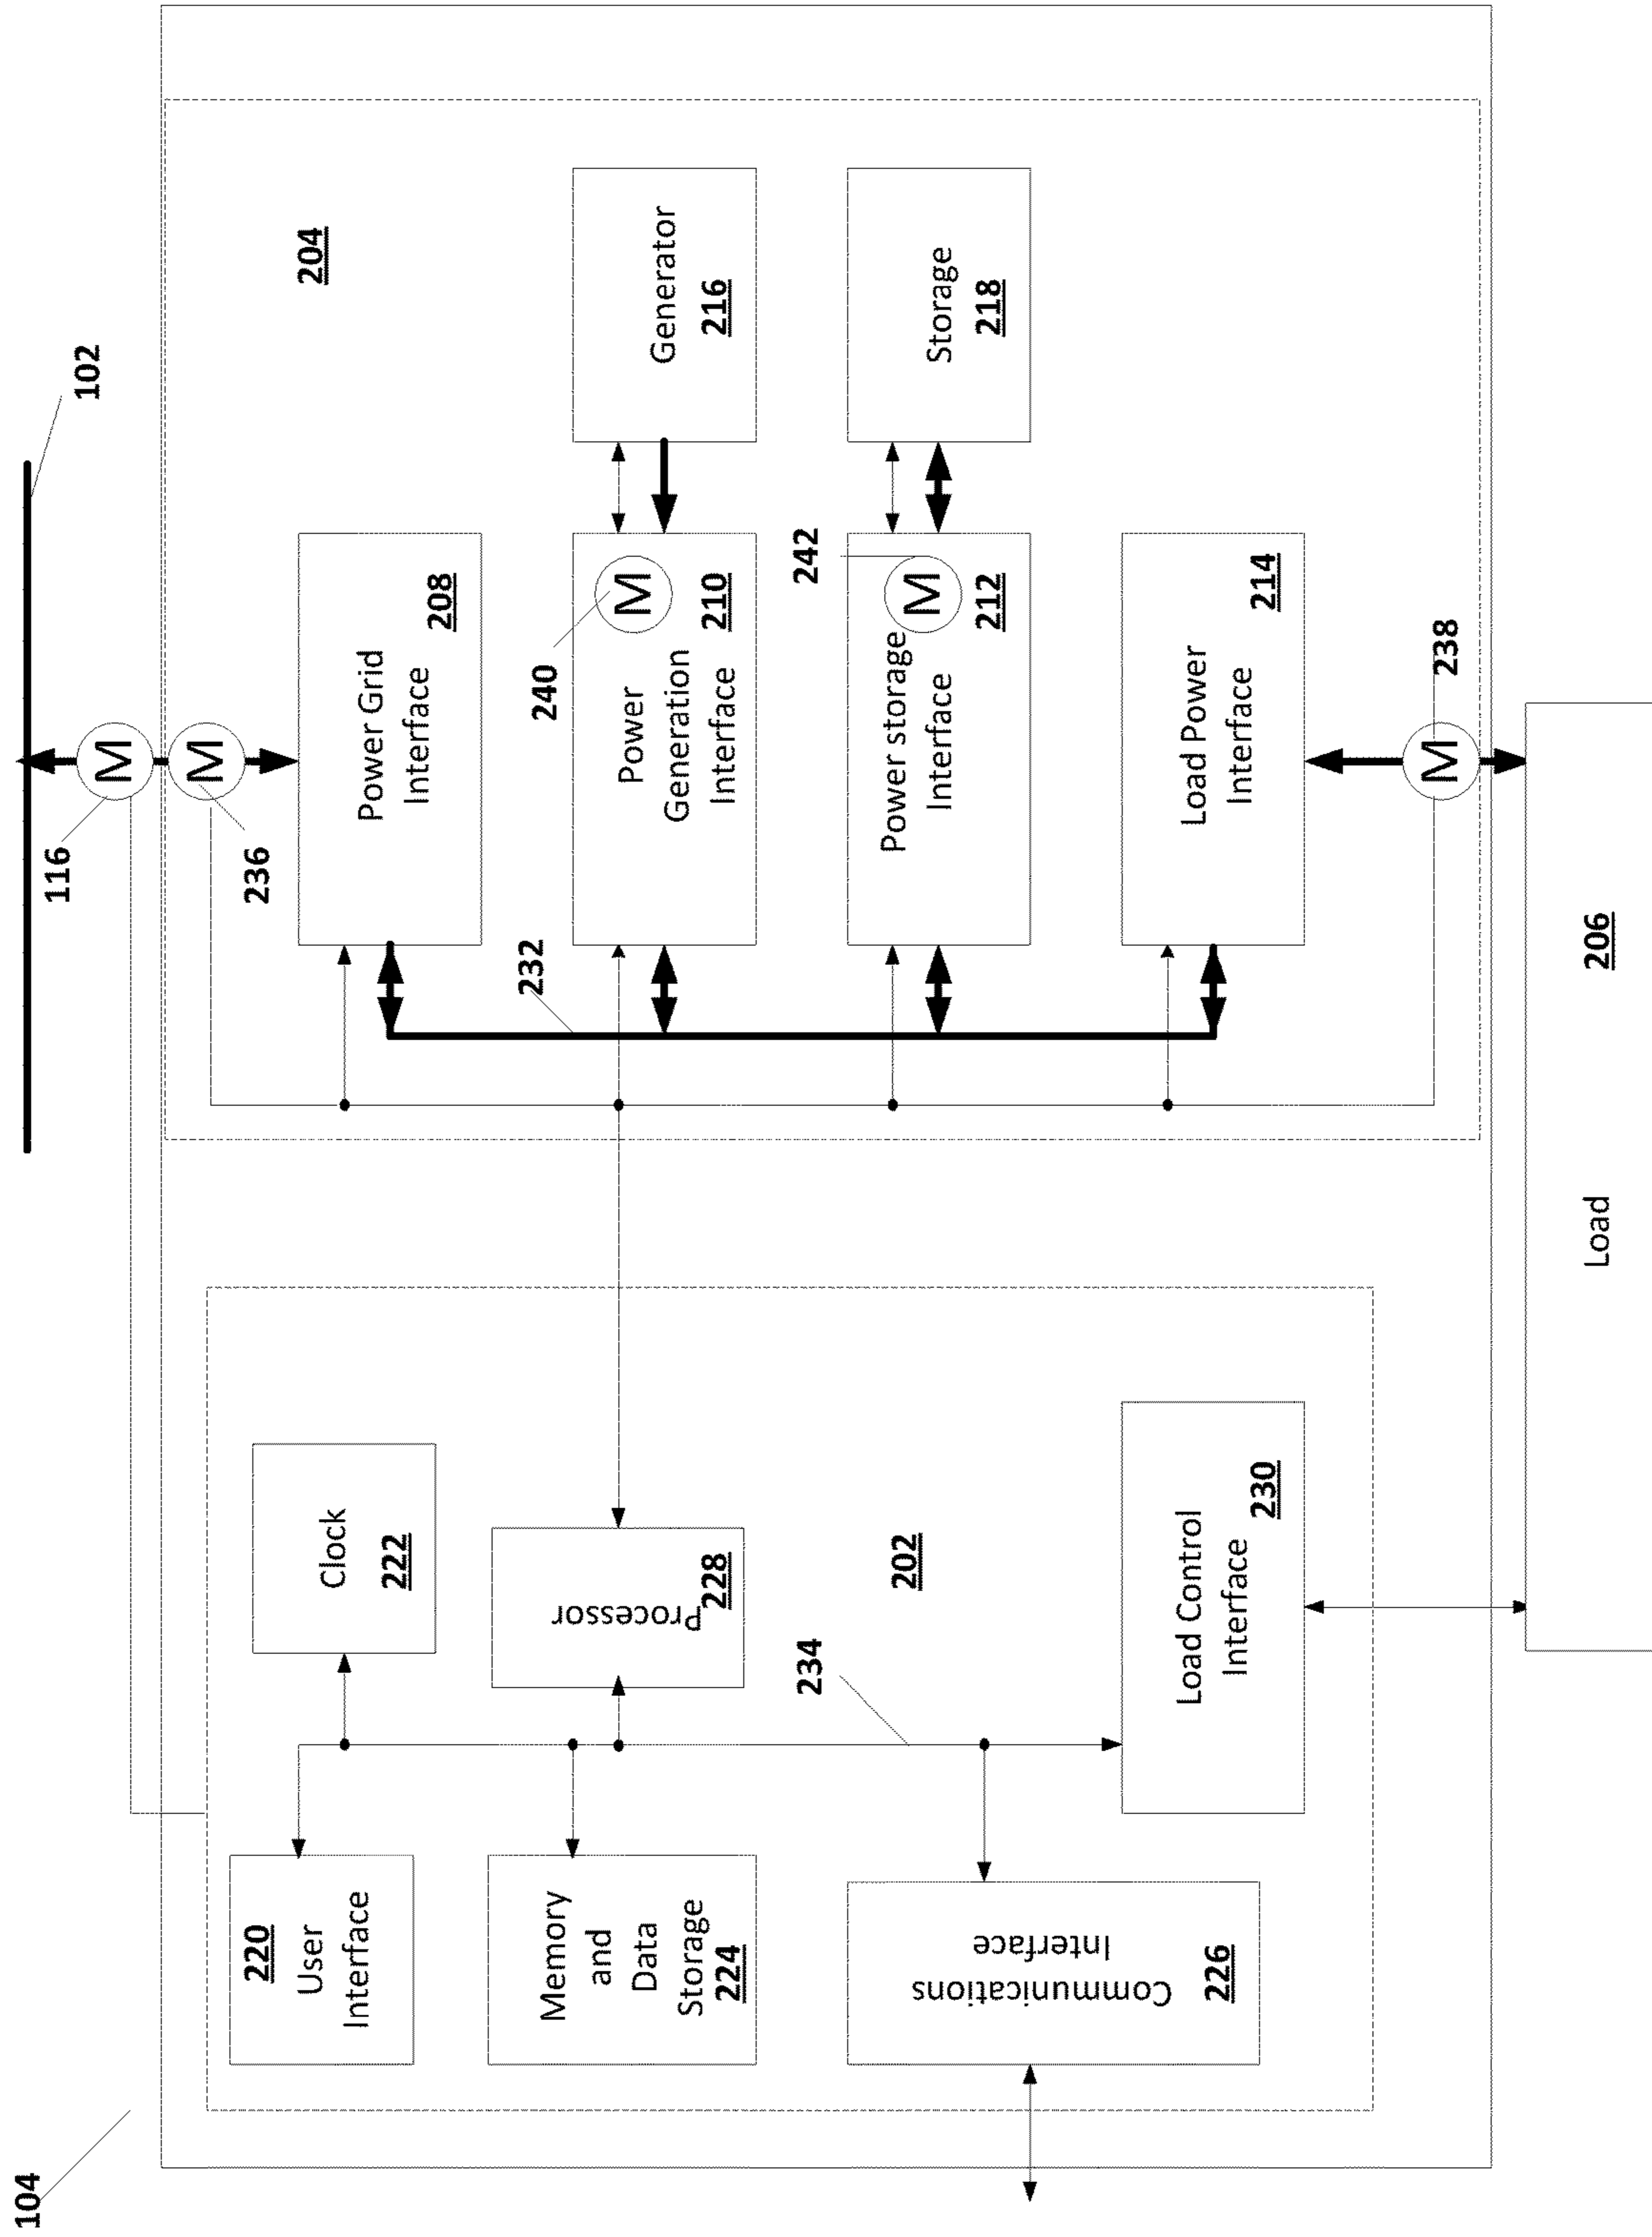 104
102
116
M
M
236
204
Power Grid
Interface
208
Power
Generation
Interface
210
M
240
Generator
216
Power storage
Interface
212
M
242
Storage
218
Load Power
Interface
214
232
M
238
220
User
Interface
Clock
222
Memory
and
Data
Storage
224
Processor
228
202
234
Communications
Interface
226
Load Control
Interface
230
Load
206